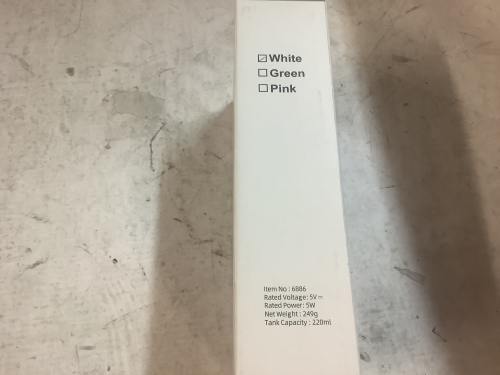 ☑ White
☐ Green
☐ Pink
Item No : 6886
Rated Voltage: 5V⎓
Rated Power: 5W
Net Weight : 249g
Tank Capacity : 220ml